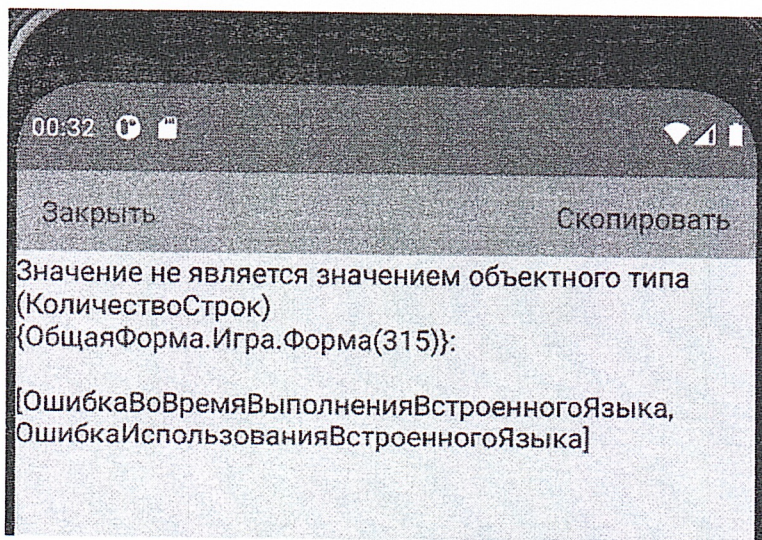 00:32
Закрыть
Скопировать
Значение не является значением объектного типа
(КоличествоСтрок)
{ОбщаяФорма.Игра.Форма(315)}:
[ОшибкаВоВремяВыполненияВстроенногоЯзыка,
ОшибкаИспользованияВстроенногоЯзыка]